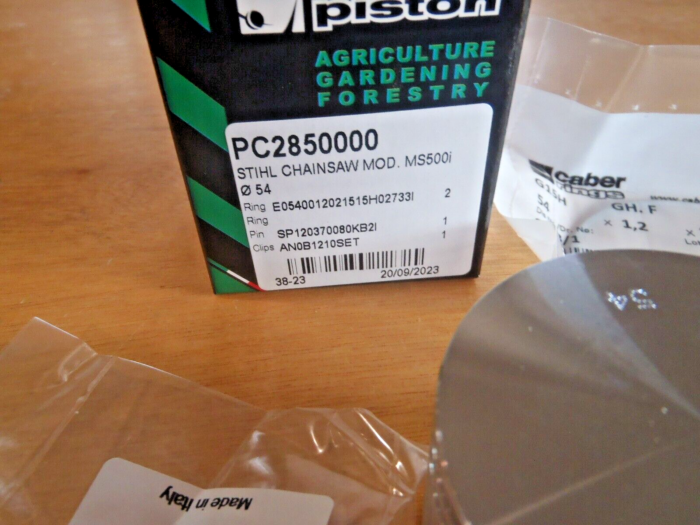 piston
AGRICULTURE
GARDENING
FORESTRY
PC2850000
STIHL CHAINSAW MOD. MS500i
Ø 54
Ring E0540012021515H02733I 2
Ring
Pin SP120370080KB2I 1
Clips AN0B1210SET 1
38-23 20/09/2023
caber
rings
GH. F
54 x 1,2 x
Made in Italy